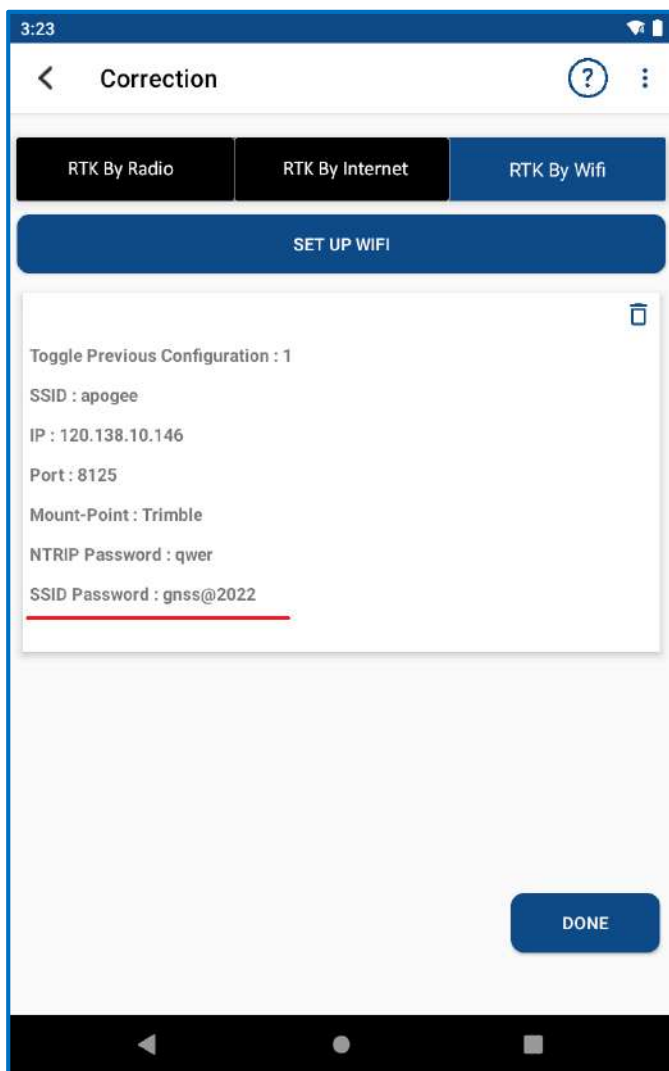 3:23
Correction
?
RTK By Radio
RTK By Internet
RTK By Wifi
SET UP WIFI
Toggle Previous Configuration : 1
SSID : apogee
IP : 120.138.10.146
Port : 8125
Mount-Point : Trimble
NTRIP Password : qwer
SSID Password : gnss@2022
DONE